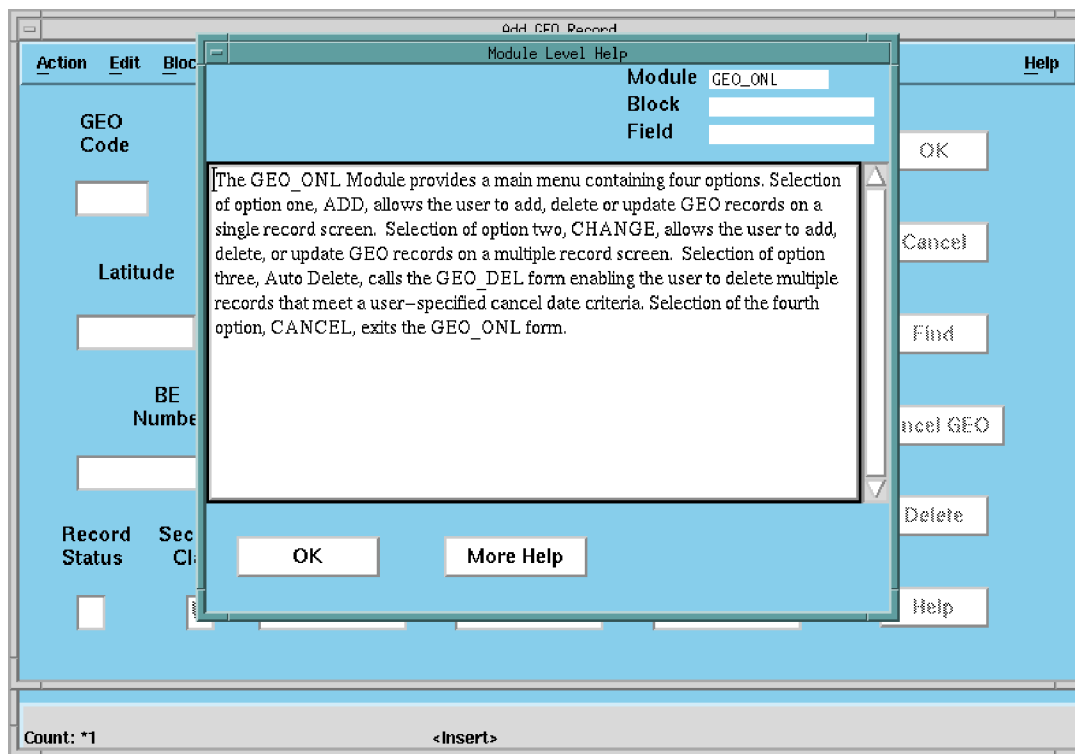 Add GEO Record
Module Level Help
Action Edit Bloc Help
Module GEO_ONL
Block
Field
GEO
Code
OK
The GEO_ONL Module provides a main menu containing four options. Selection
of option one, ADD, allows the user to add, delete or update GEO records on a
single record screen. Selection of option two, CHANGE, allows the user to add,
delete, or update GEO records on a multiple record screen. Selection of option
three, Auto Delete, calls the GEO_DEL form enabling the user to delete multiple
records that meet a user-specified cancel date criteria. Selection of the fourth
option, CANCEL, exits the GEO_ONL form.
Cancel
Latitude
Find
BE
Numbe
ncel GEO
Delete
Record
Status
Sec
Cl
OK More Help
Help
Count: *1 <Insert>